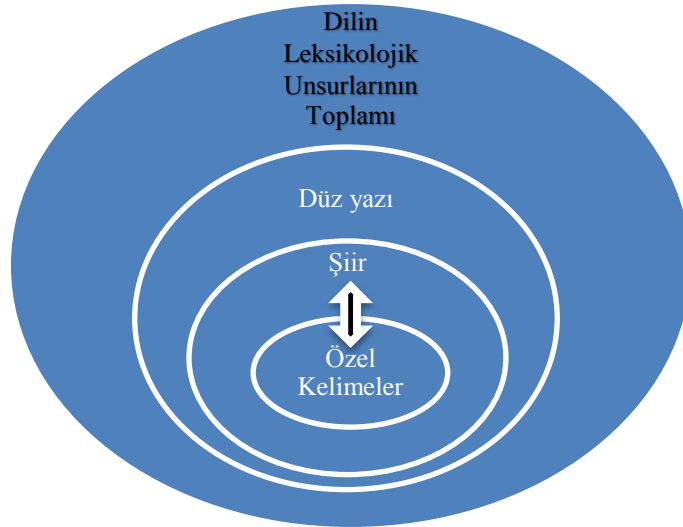 Dilin
Leksikolojik
Unsurlarının
Toplamı
Düz yazı
Şiir
Özel
Kelimeler